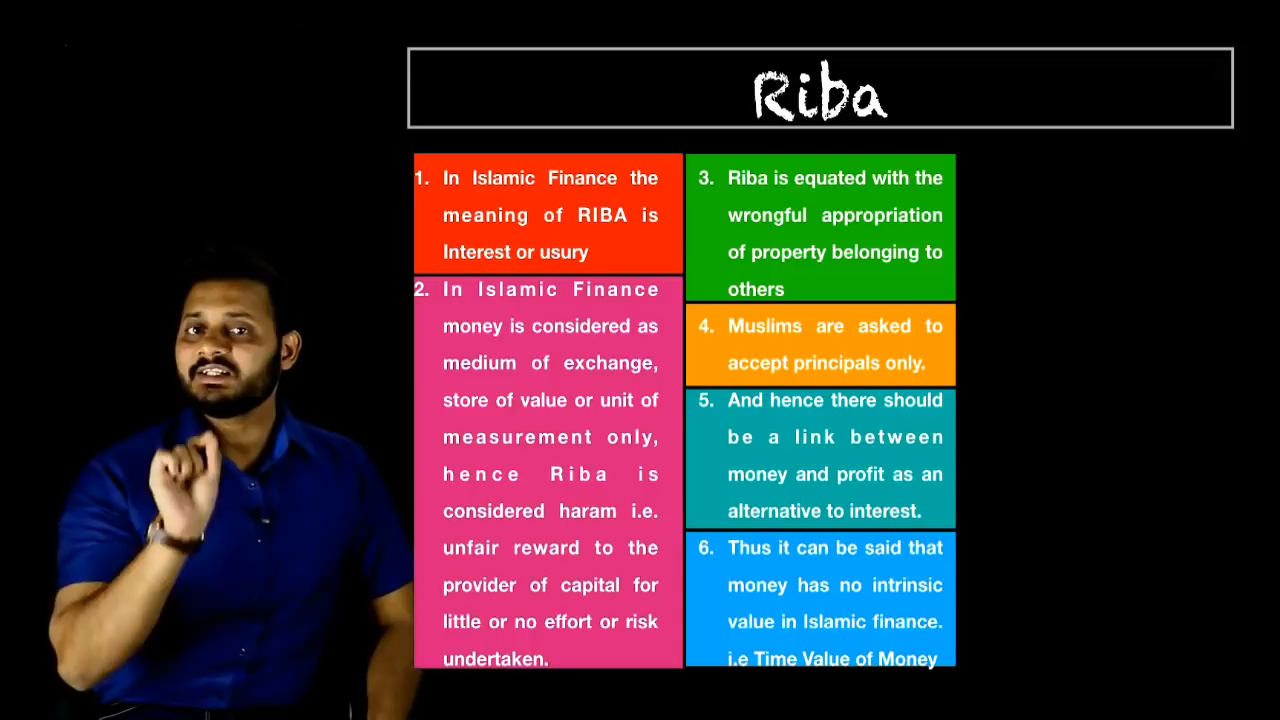 Riba
1. In Islamic Finance the
meaning of RIBA is
Interest or usury
2. In Islamic Finance
money is considered as
medium of exchange,
store of value or unit of
measurement only,
hence Riba is
considered haram i.e.
unfair reward to the
provider of capital for
little or no effort or risk
undertaken.
3. Riba is equated with the
wrongful appropriation
of property belonging to
others
4. Muslims are asked to
accept principals only.
5. And hence there should
be a link between
money and profit as an
alternative to interest.
6. Thus it can be said that
money has no intrinsic
value in Islamic finance.
i.e Time Value of Money